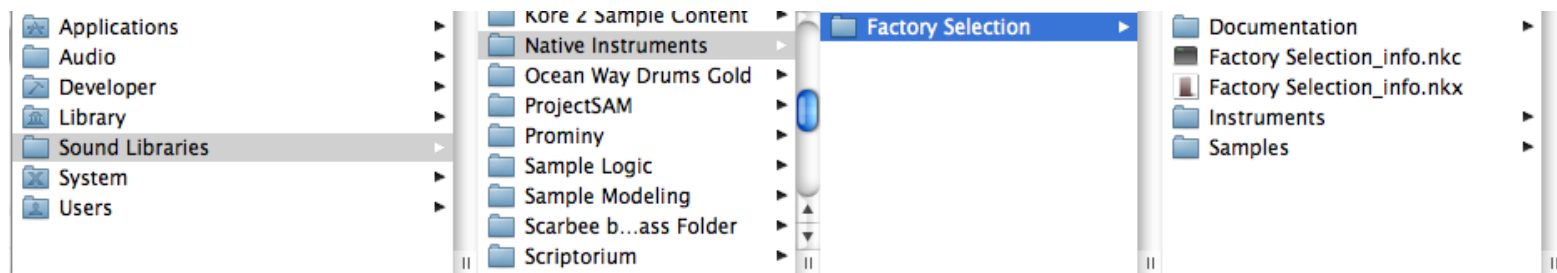 Applications
Audio
Developer
Library
Sound Libraries
System
Users
Kore 2 Sample Content
Native Instruments
Ocean Way Drums Gold
ProjectSAM
Prominy
Sample Logic
Sample Modeling
Scarbee b...ass Folder
Scriptorium
Factory Selection
Documentation
Factory Selection_info.nkc
Factory Selection_info.nkx
Instruments
Samples